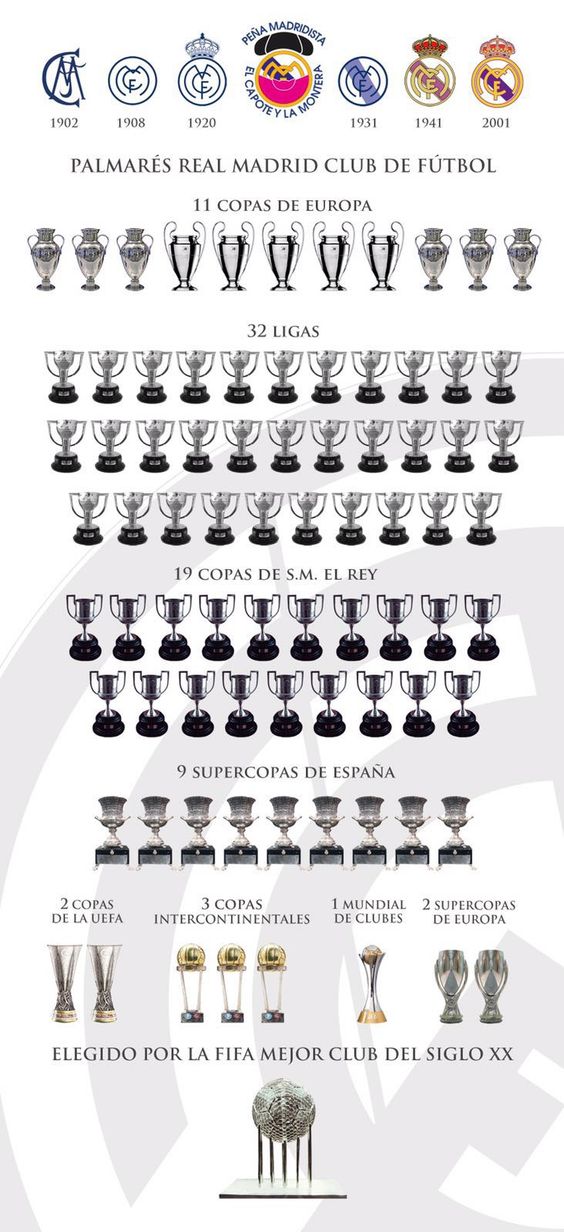 PEÑA MADRIDISTA
EL CAPOTE Y LA MONTERA
1902
1908
1920
1931
1941
2001
PALMARÉS REAL MADRID CLUB DE FÚTBOL
11 COPAS DE EUROPA
32 LIGAS
19 COPAS DE S.M. EL REY
9 SUPERCOPAS DE ESPAÑA
2 COPAS
DE LA UEFA
3 COPAS
INTERCONTINENTALES
1 MUNDIAL
DE CLUBES
2 SUPERCOPAS
DE EUROPA
ELEGIDO POR LA FIFA MEJOR CLUB DEL SIGLO XX